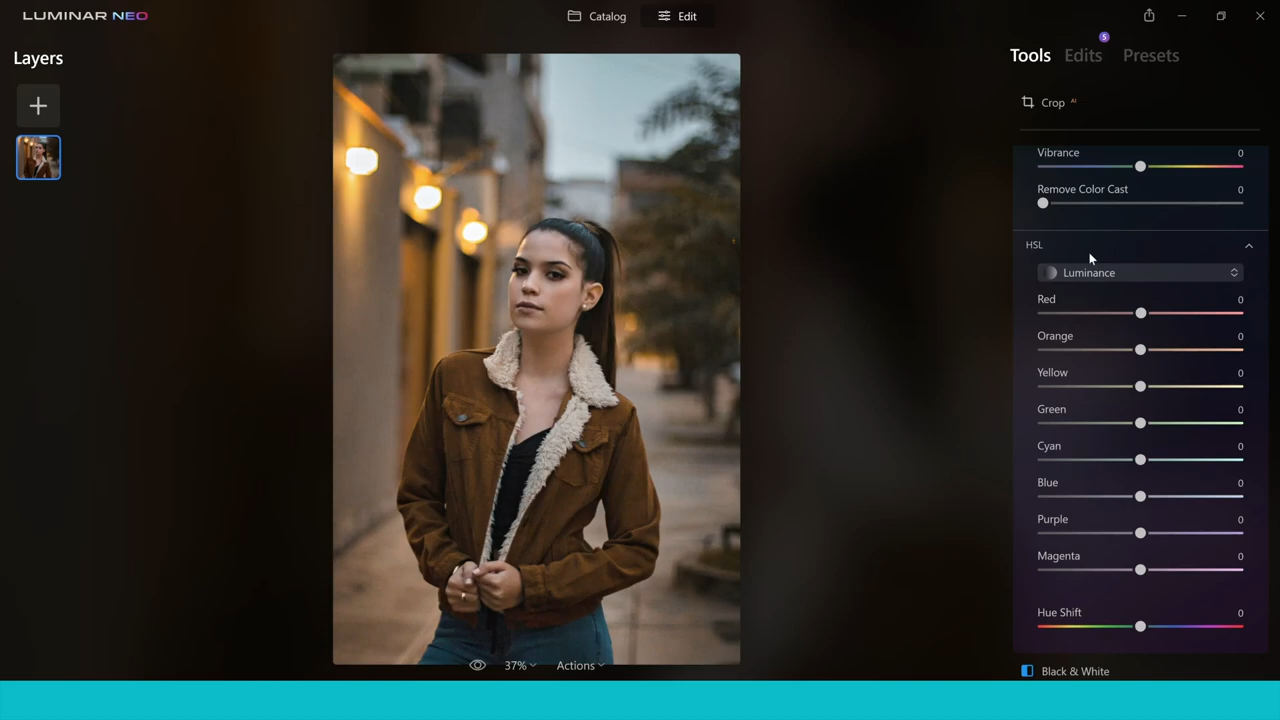 LUMINAR NEO
Catalog
Edit
Layers
5
Tools
Edits
Presets
Crop AI
Vibrance 0
Remove Color Cast 0
HSL
Luminance
Red 0
Orange 0
Yellow 0
Green 0
Cyan 0
Blue 0
Purple 0
Magenta 0
Hue Shift 0
Black & White
37%
Actions